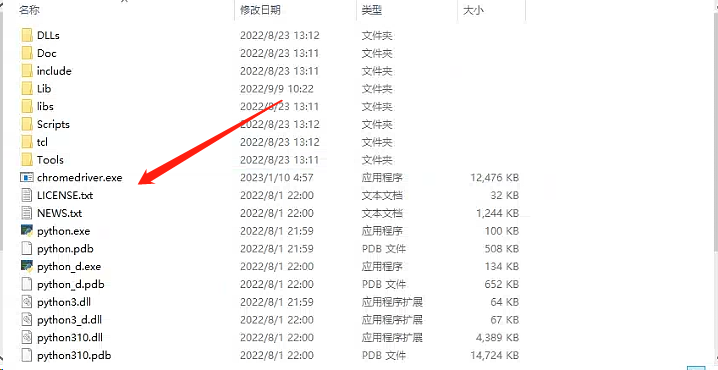 名称 修改日期 类型 大小
DLLs 2022/8/23 13:12 文件夹
Doc 2022/8/23 13:11 文件夹
include 2022/8/23 13:11 文件夹
Lib 2022/9/9 10:22 文件夹
libs 2022/8/23 13:11 文件夹
Scripts 2022/8/23 13:12 文件夹
tcl 2022/8/23 13:12 文件夹
Tools 2022/8/23 13:11 文件夹
chromedriver.exe 2023/1/10 4:57 应用程序 12,476 KB
LICENSE.txt 2022/8/1 22:00 文本文档 32 KB
NEWS.txt 2022/8/1 22:00 文本文档 1,244 KB
python.exe 2022/8/1 21:59 应用程序 100 KB
python.pdb 2022/8/1 21:59 PDB 文件 508 KB
python_d.exe 2022/8/1 22:00 应用程序 134 KB
python_d.pdb 2022/8/1 22:00 PDB 文件 652 KB
python3.dll 2022/8/1 21:59 应用程序扩展 64 KB
python3_d.dll 2022/8/1 22:00 应用程序扩展 67 KB
python310.dll 2022/8/1 22:00 应用程序扩展 4,389 KB
python310.pdb 2022/8/1 22:00 PDB 文件 14,724 KB